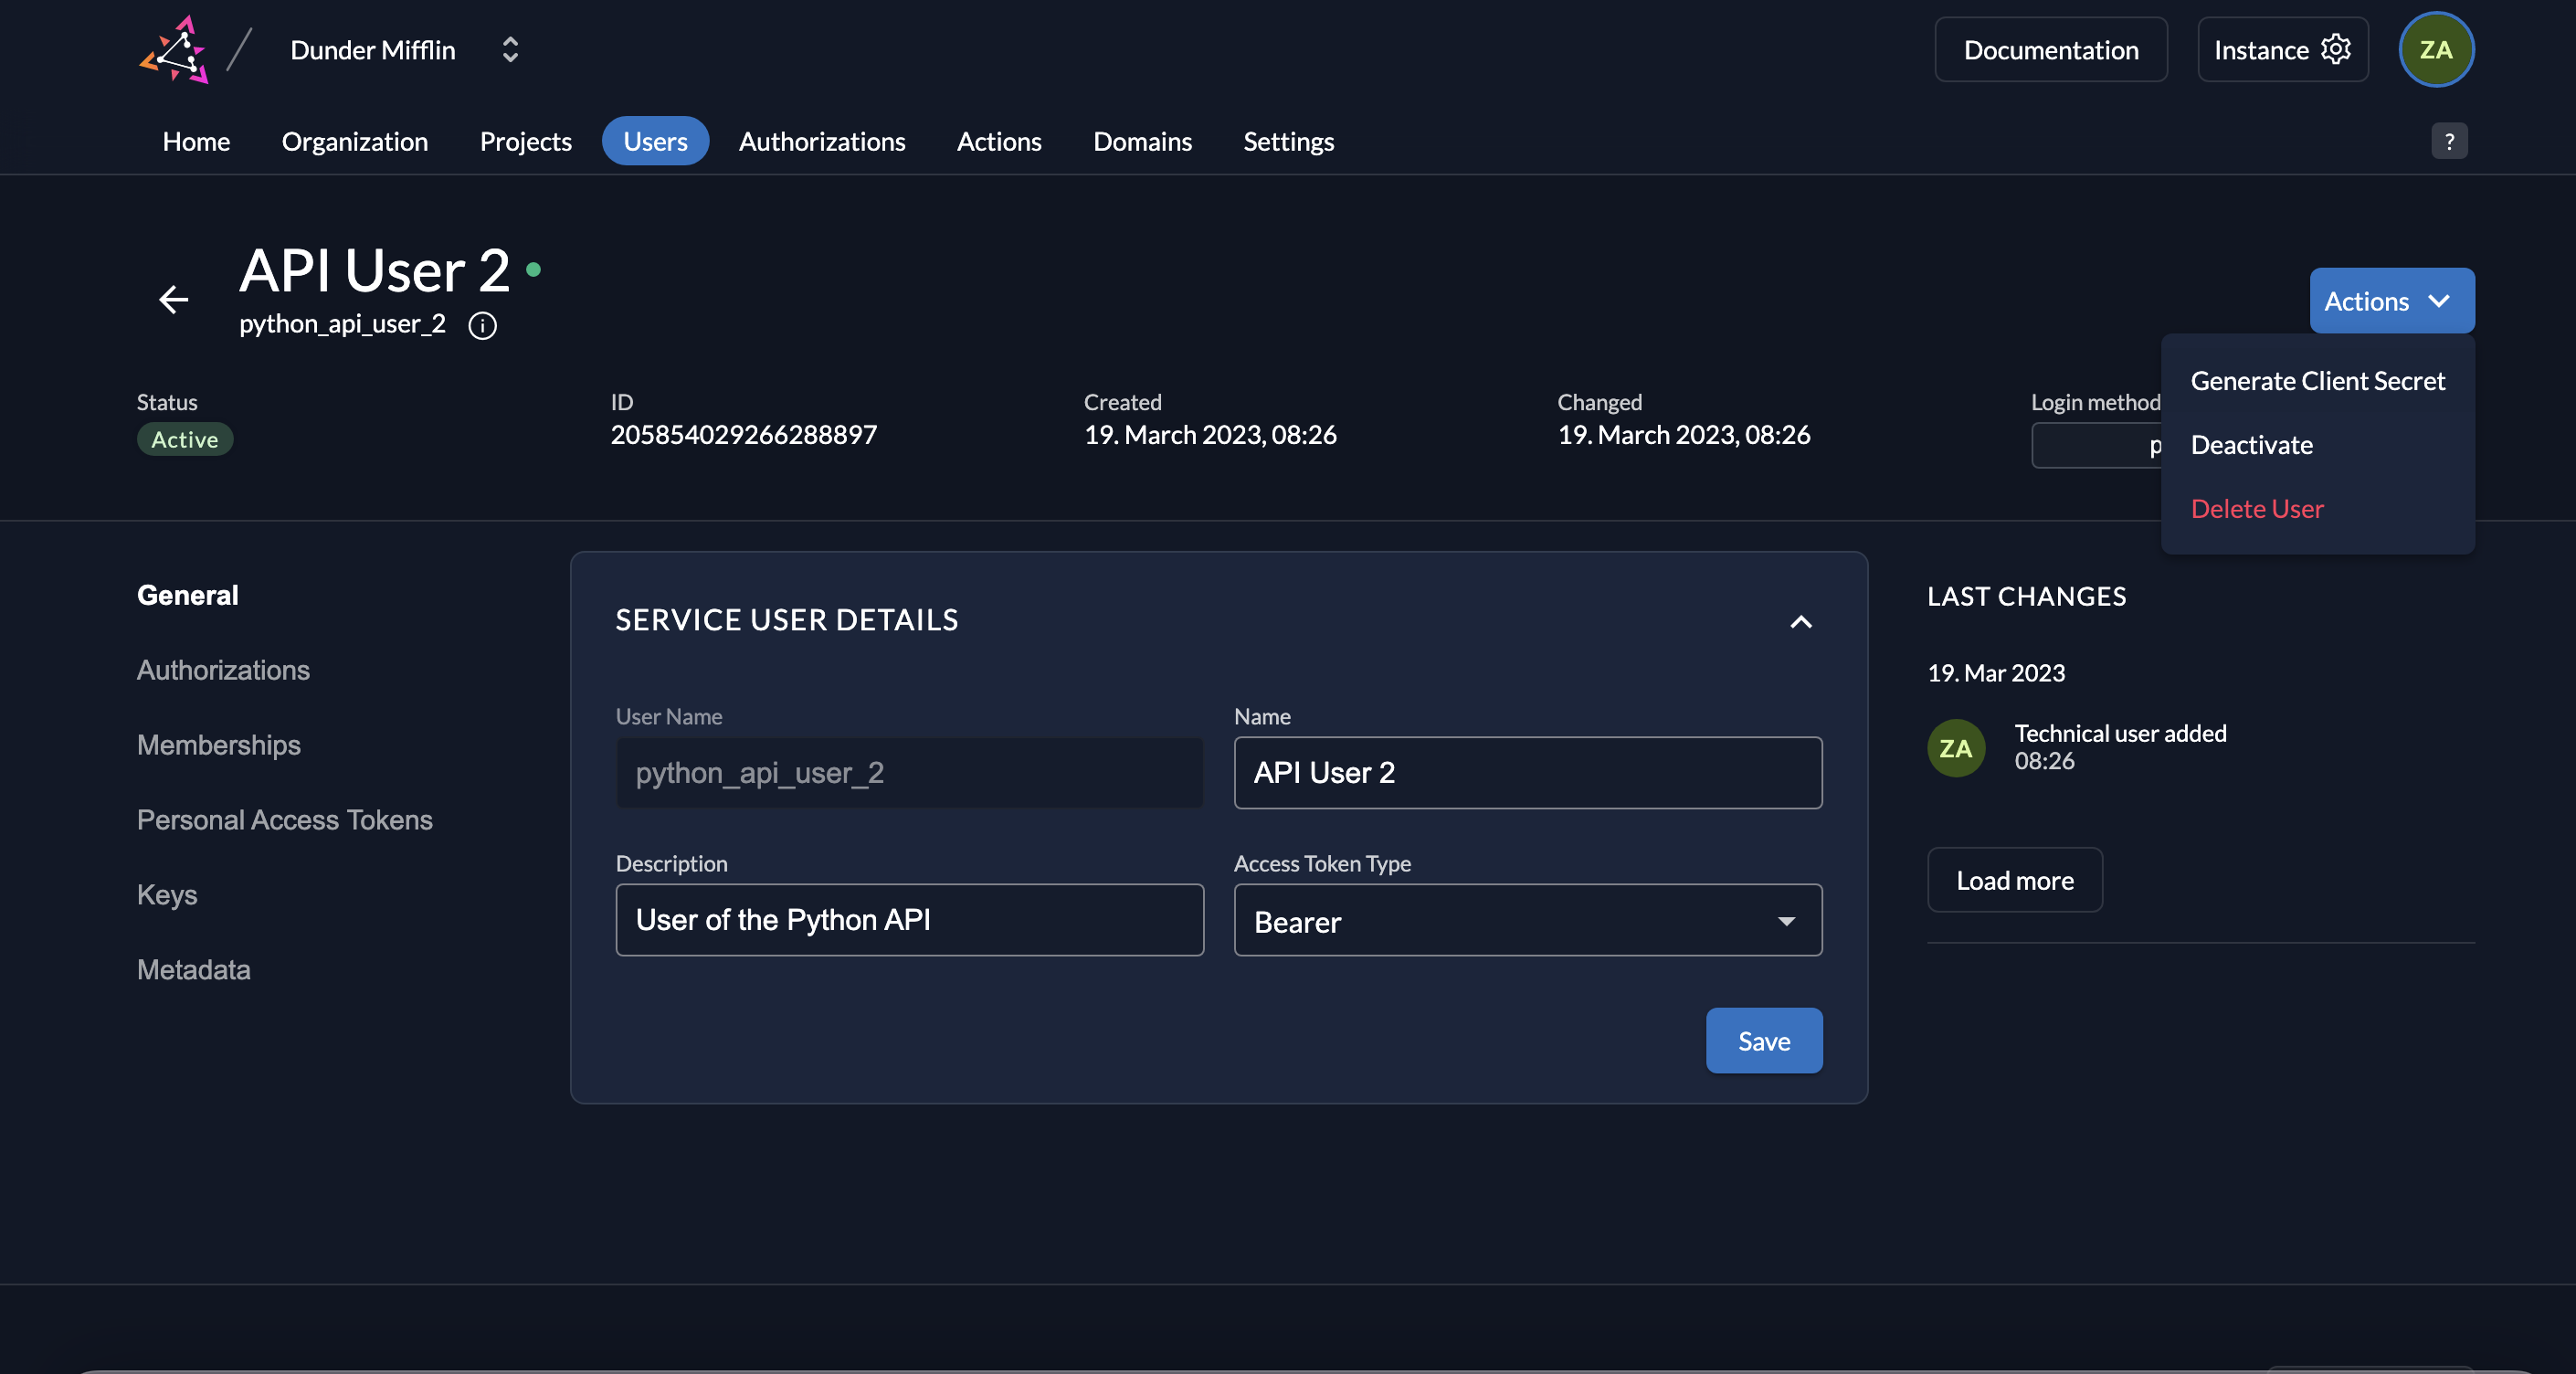 Dunder Mifflin
Documentation
Instance
ZA
Home
Organization
Projects
Users
Authorizations
Actions
Domains
Settings
?
API User 2
python_api_user_2
Actions
Generate Client Secret
Deactivate
Delete User
Status
Active
ID
205854029266288897
Created
19. March 2023, 08:26
Changed
19. March 2023, 08:26
Login method
General
Authorizations
Memberships
Personal Access Tokens
Keys
Metadata
SERVICE USER DETAILS
User Name
python_api_user_2
Name
API User 2
Description
User of the Python API
Access Token Type
Bearer
Save
LAST CHANGES
19. Mar 2023
ZA
Technical user added
08:26
Load more